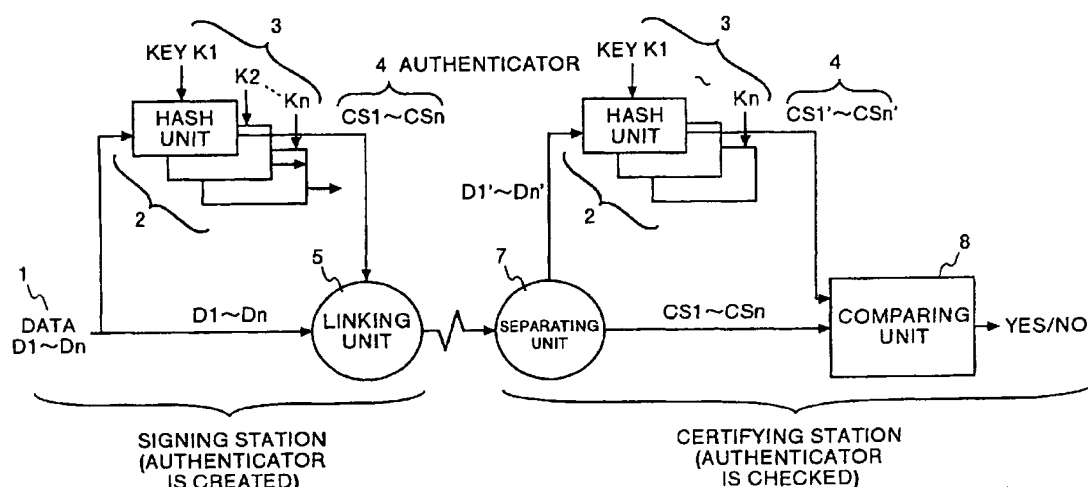 3
KEY K1
K2
Kn
HASH
UNIT
2
4 AUTHENTICATOR
CS1~CSn
1
DATA
D1~Dn
D1~Dn
5
LINKING
UNIT
SIGNING STATION
(AUTHENTICATOR
IS CREATED)
3
KEY K1
~
Kn
HASH
UNIT
2
4
CS1'~CSn'
D1'~Dn'
7
SEPARATING
UNIT
CS1~CSn
8
COMPARING
UNIT
YES/NO
CERTIFYING STATION
(AUTHENTICATOR
IS CHECKED)